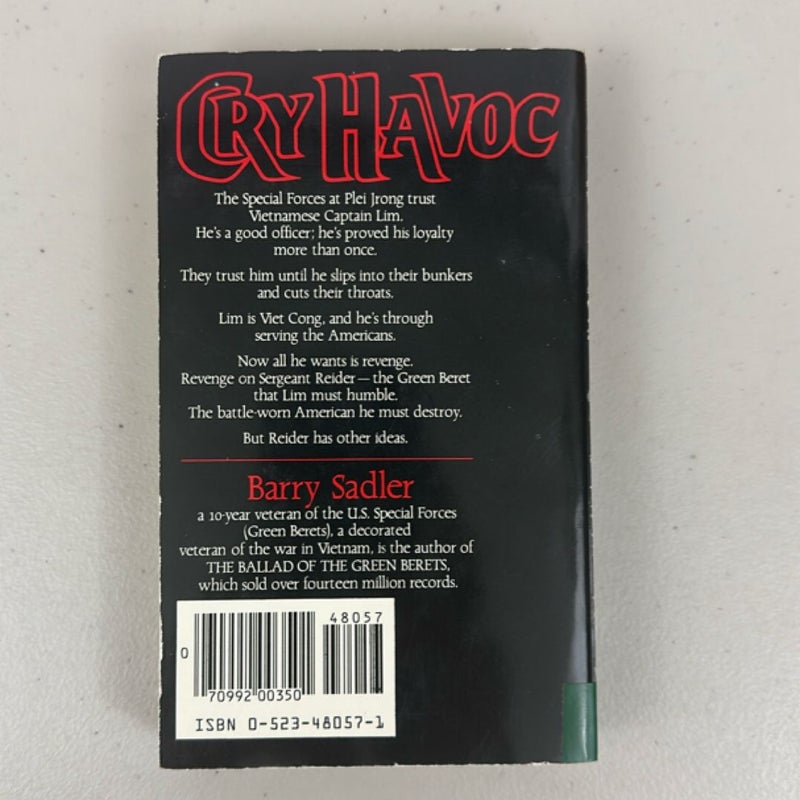 CRY HAVOC
The Special Forces at Plei Jrong trust
Vietnamese Captain Lim.
He's a good officer; he's proved his loyalty
more than once.
They trust him until he slips into their bunkers
and cuts their throats.
Lim is Viet Cong, and he's through
serving the Americans.
Now all he wants is revenge.
Revenge on Sergeant Reider—the Green Beret
that Lim must humble.
The battle-worn American he must destroy.
But Reider has other ideas.
Barry Sadler
a 10-year veteran of the U.S. Special Forces
(Green Berets), a decorated
veteran of the war in Vietnam, is the author of
THE BALLAD OF THE GREEN BERETS,
which sold over fourteen million records.
48057
0
70992 00350
ISBN 0-523-48057-1